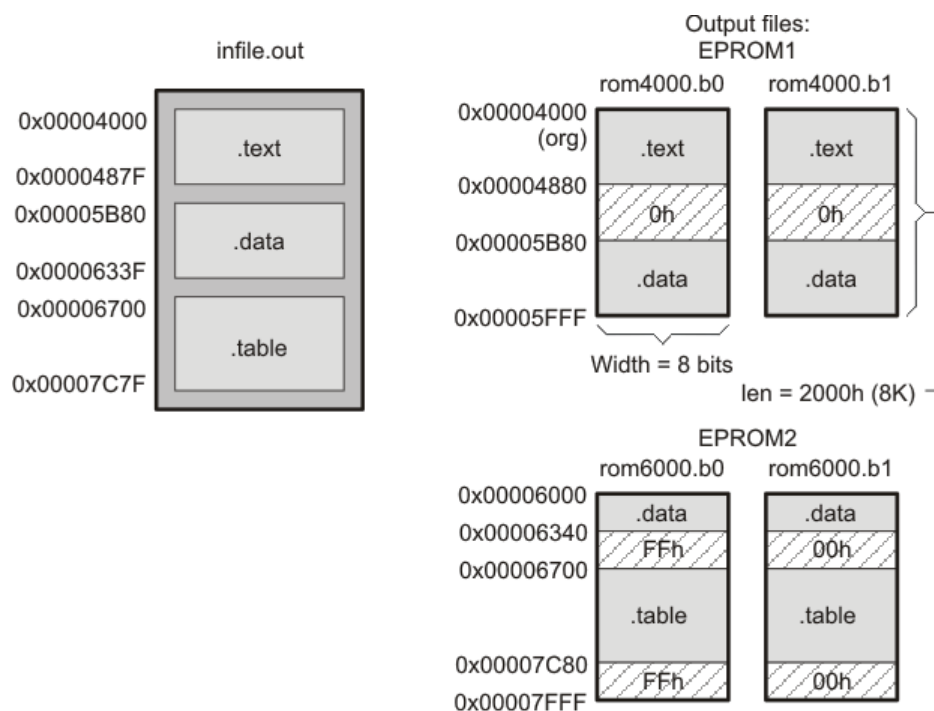 infile.out
0x00004000
.text
0x0000487F
0x00005B80
.data
0x0000633F
0x00006700
.table
0x00007C7F
Output files:
EPROM1
rom4000.b0 rom4000.b1
0x00004000
(org)
.text .text
0x00004880
0h 0h
0x00005B80
.data .data
0x00005FFF
Width = 8 bits
len = 2000h (8K)
EPROM2
rom6000.b0 rom6000.b1
0x00006000
.data .data
0x00006340
FFh 00h
0x00006700
.table .table
0x00007C80
FFh 00h
0x00007FFF